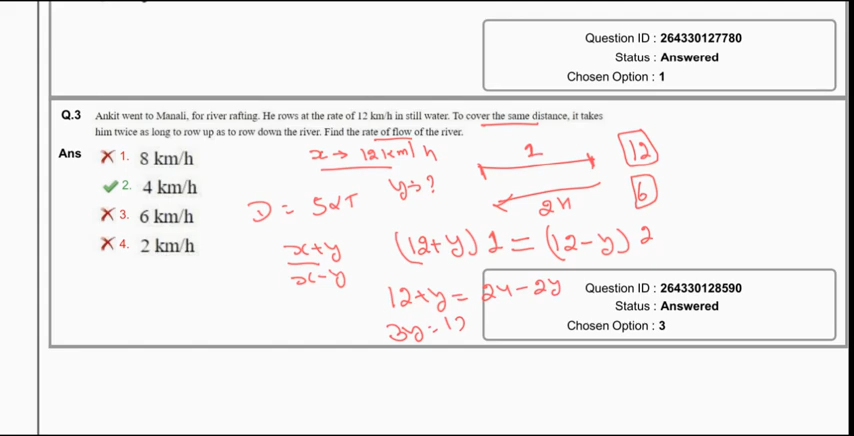 Question ID : 264330127780
Status : Answered
Chosen Option : 1
Q.3 Ankit went to Manali, for river rafting. He rows at the rate of 12 km/h in still water. To cover the same distance, it takes
him twice as long to row up as to row down the river. Find the rate of flow of the river.
Ans 1. 8 km/h
2. 4 km/h
3. 6 km/h
4. 2 km/h
x → 12 km/h
y → ?
1
12
2
6
D = S×T
x+y
x-y
(12+y) 1 = (12-y) 2
12+y = 24-2y
3y=12
Question ID : 264330128590
Status : Answered
Chosen Option : 3